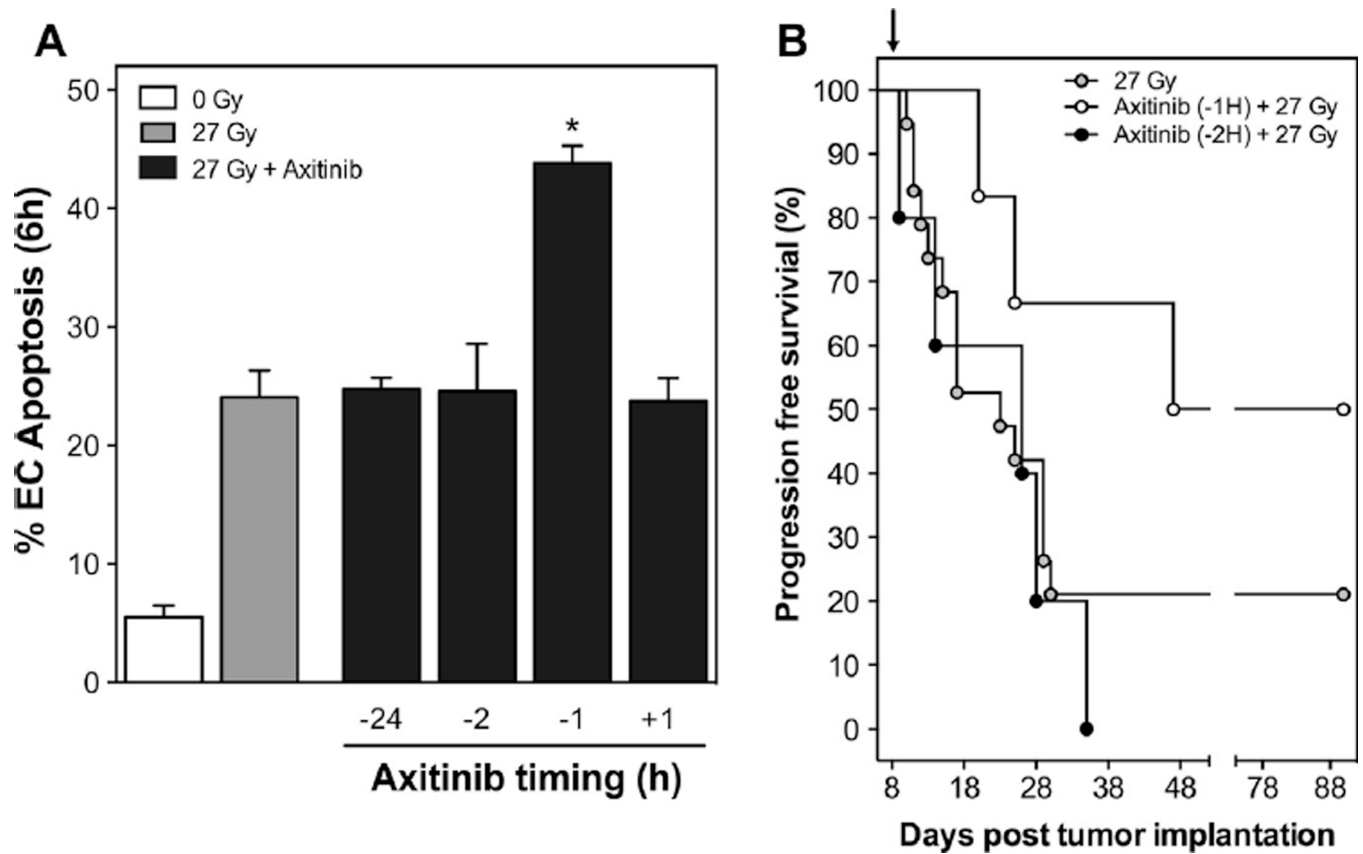 A
% EC Apoptosis (6h)
50
40
30
20
10
0
0 Gy
27 Gy
27 Gy + Axitinib
*
-24 -2 -1 +1
Axitinib timing (h)
B
Progression free survivial (%)
100
90
80
70
60
50
40
30
20
10
0
27 Gy
Axitinib (-1H) + 27 Gy
Axitinib (-2H) + 27 Gy
8 18 28 38 48 78 88
Days post tumor implantation